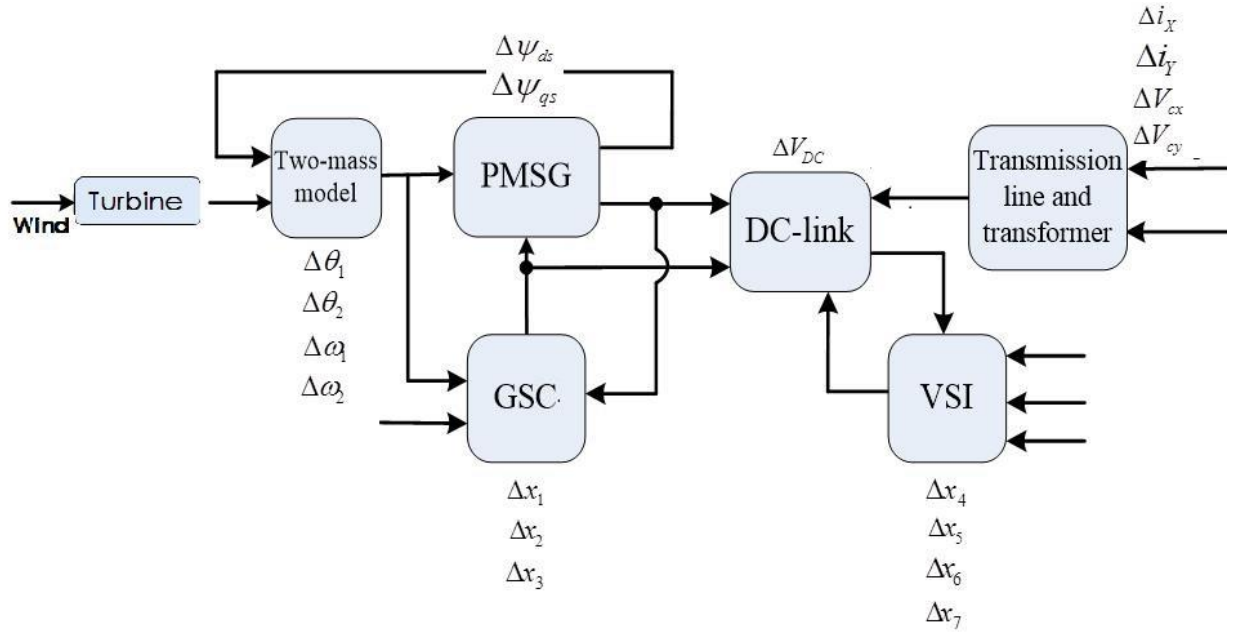 Δψ_ds
Δψ_qs
Wind
Turbine
Two-mass
model
PMSG
ΔV_DC
DC-link
Transmission
line and
transformer
Δi_X
Δi_Y
ΔV_cx
ΔV_cy
Δθ_1
Δθ_2
Δω_1
Δω_2
GSC
VSI
Δx_1
Δx_2
Δx_3
Δx_4
Δx_5
Δx_6
Δx_7